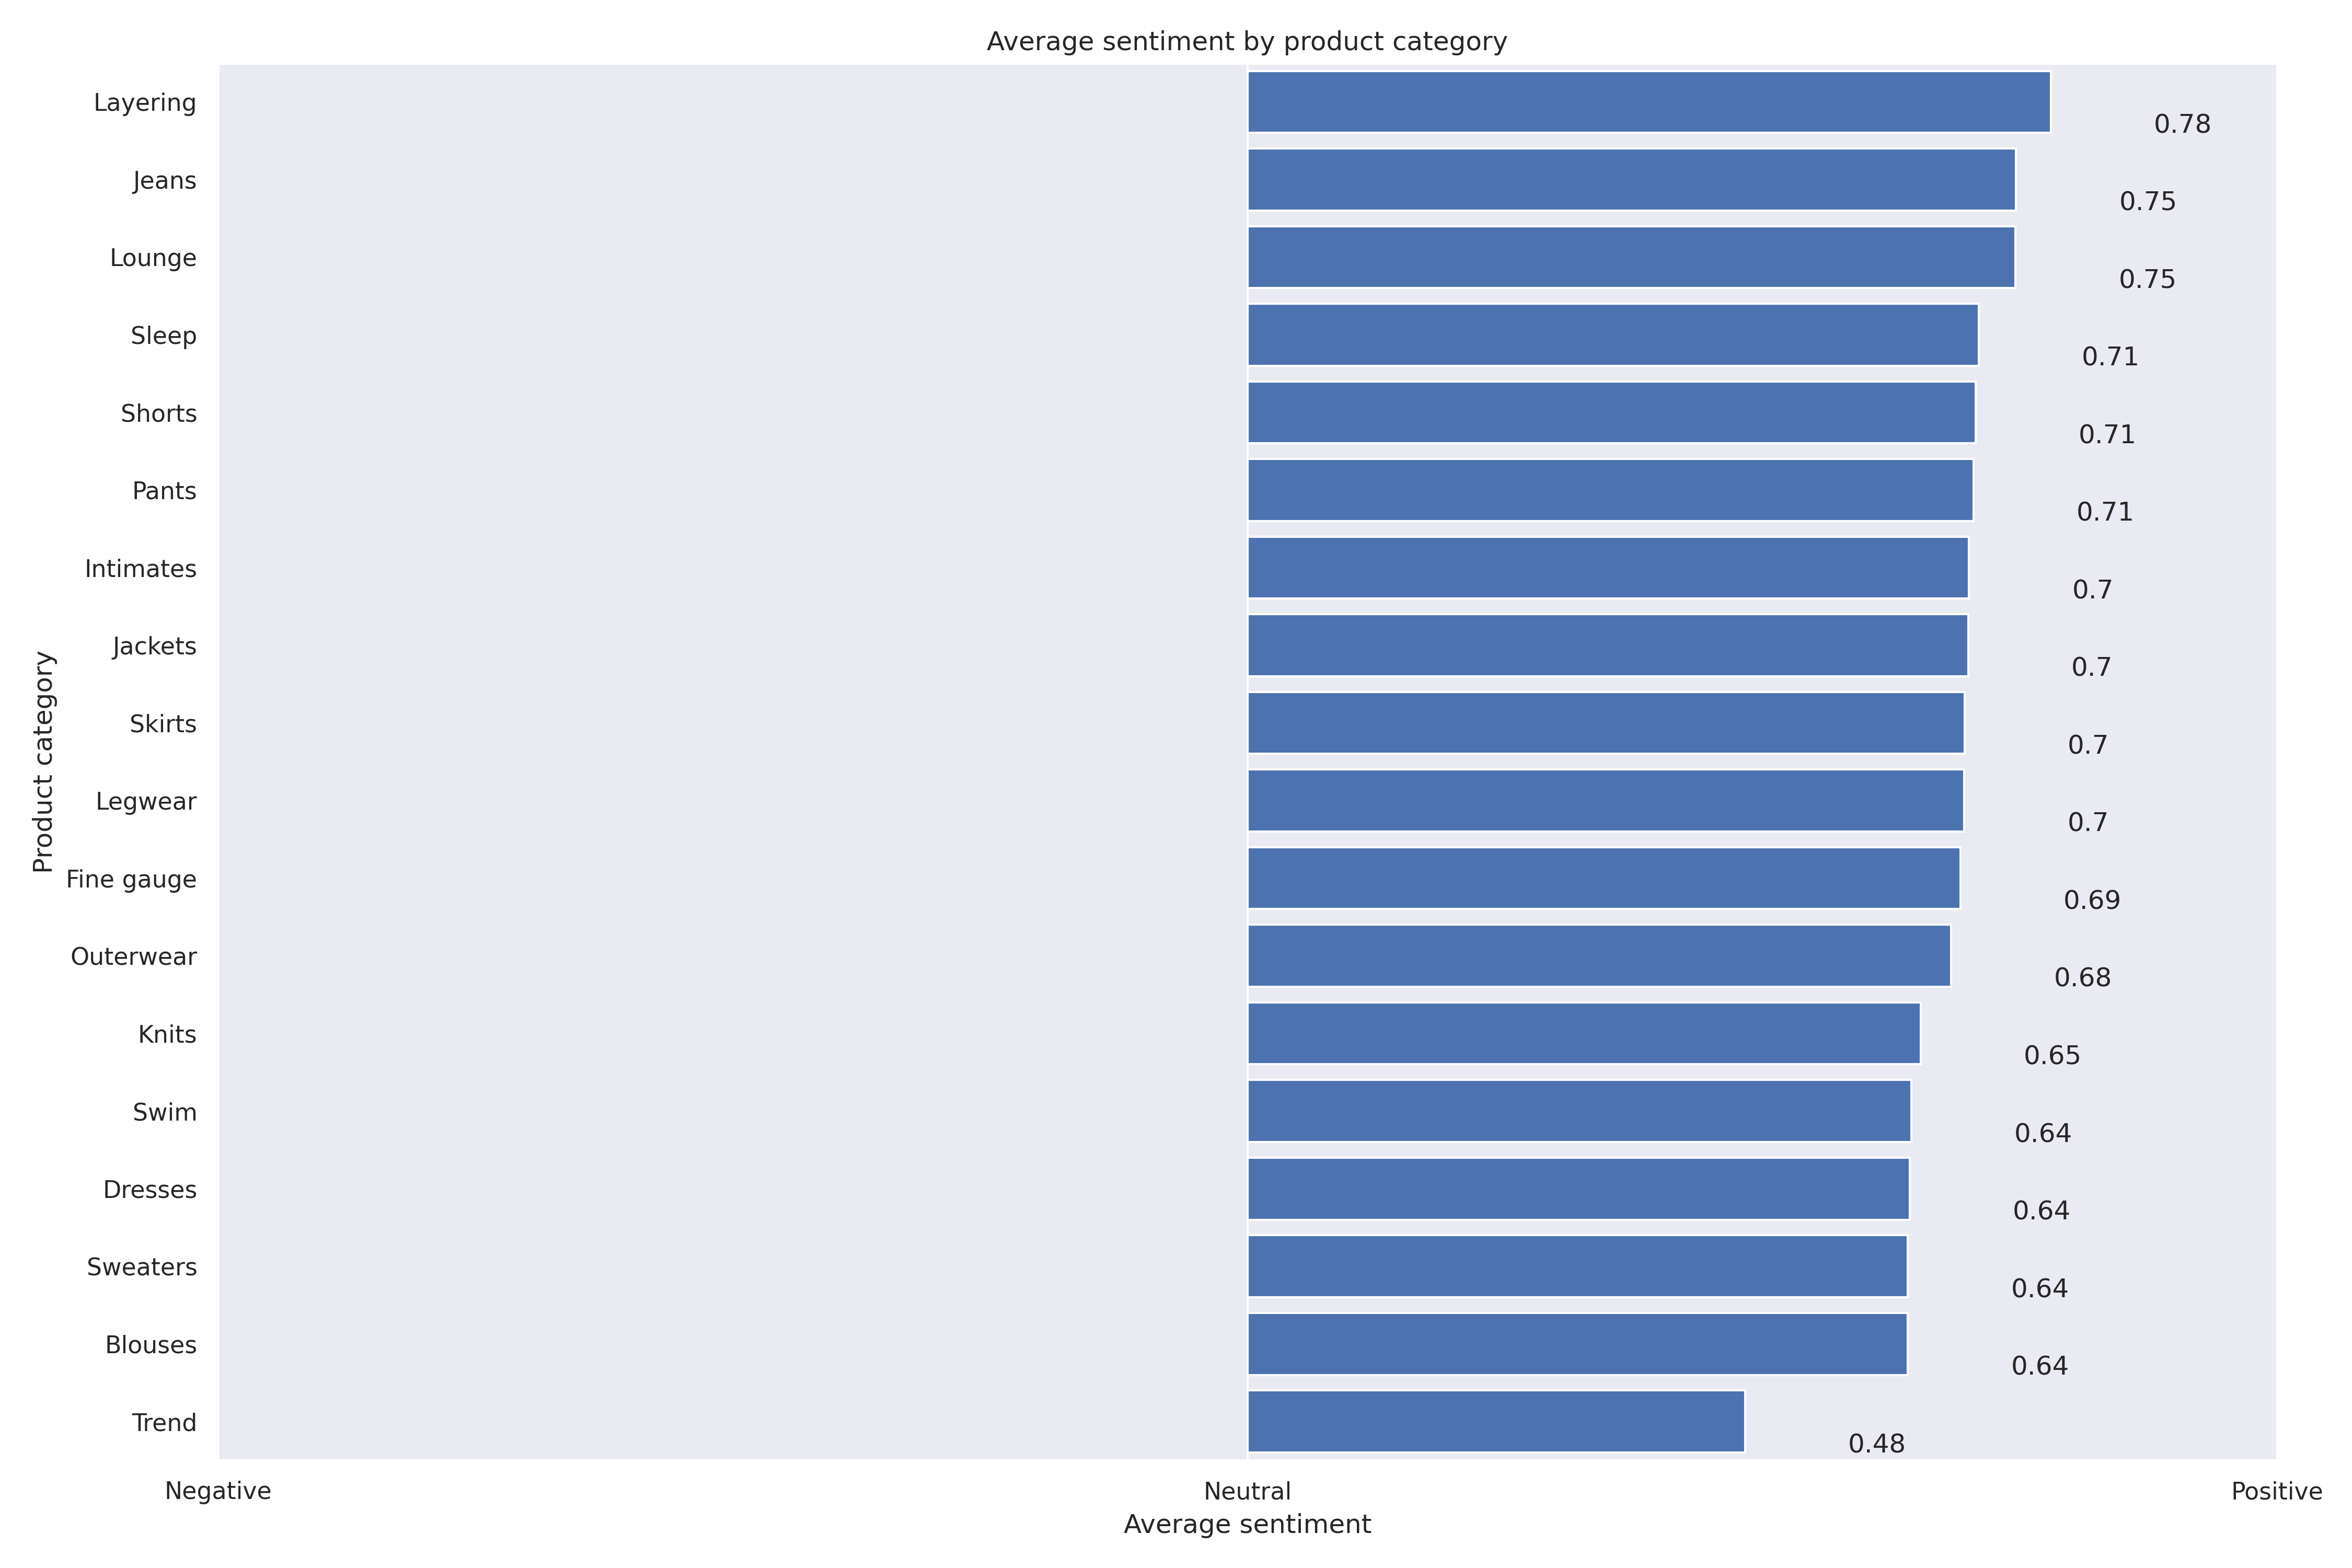 Average sentiment by product category
Product category
Layering 0.78
Jeans 0.75
Lounge 0.75
Sleep 0.71
Shorts 0.71
Pants 0.71
Intimates 0.7
Jackets 0.7
Skirts 0.7
Legwear 0.7
Fine gauge 0.69
Outerwear 0.68
Knits 0.65
Swim 0.64
Dresses 0.64
Sweaters 0.64
Blouses 0.64
Trend 0.48
Negative Neutral Positive
Average sentiment